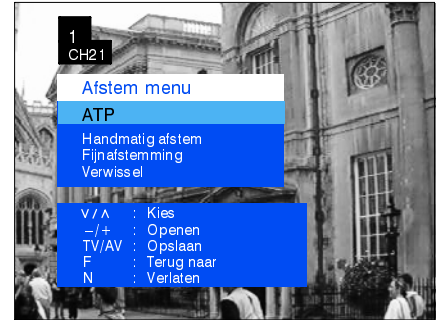 1
CH21
Afstem menu
ATP
Handmatig afstem
Fijnafstemming
Verwissel
∨/∧ : Kies
−/+ : Openen
TV/AV : Opslaan
F : Terug naar
N : Verlaten